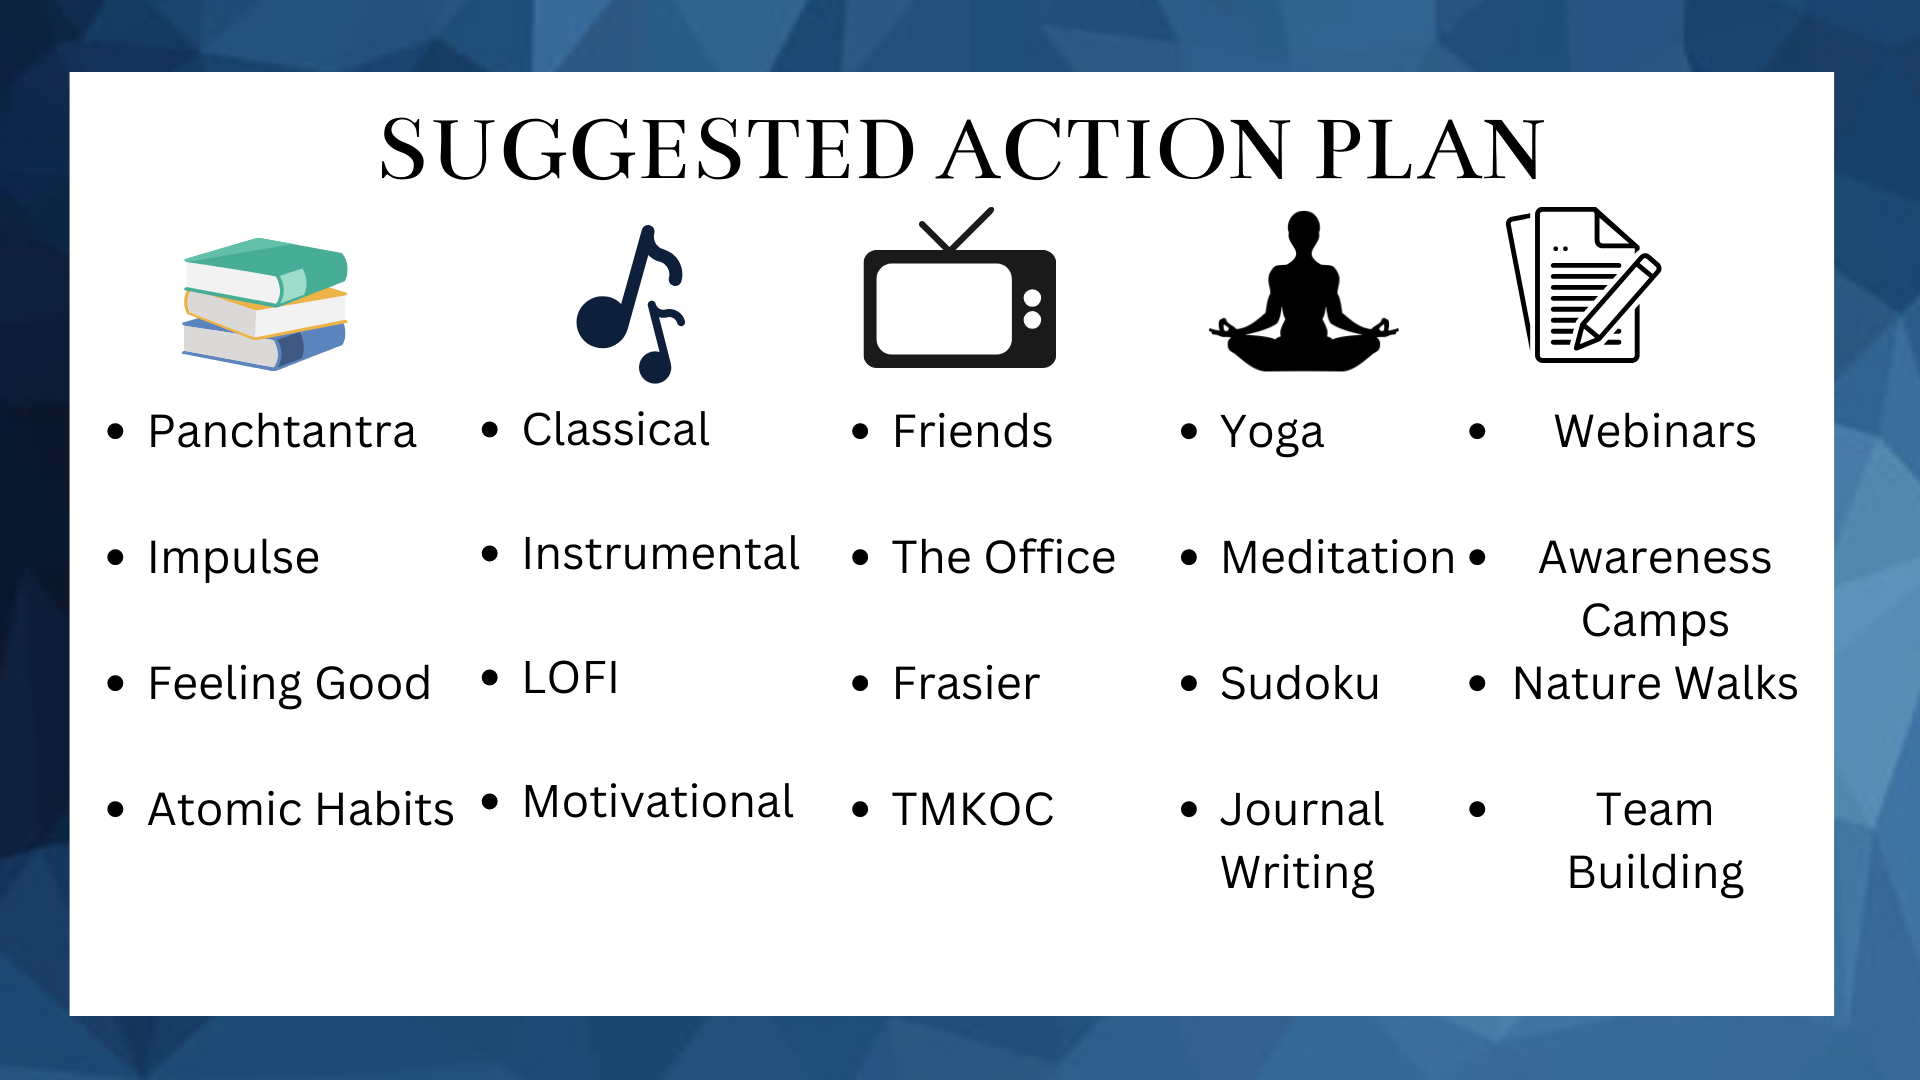 SUGGESTED ACTION PLAN
• Panchtantra
• Impulse
• Feeling Good
• Atomic Habits
• Classical
• Instrumental
• LOFI
• Motivational
• Friends
• The Office
• Frasier
• TMKOC
• Yoga
• Meditation
• Sudoku
• Journal
Writing
• Webinars
• Awareness
Camps
• Nature Walks
• Team
Building